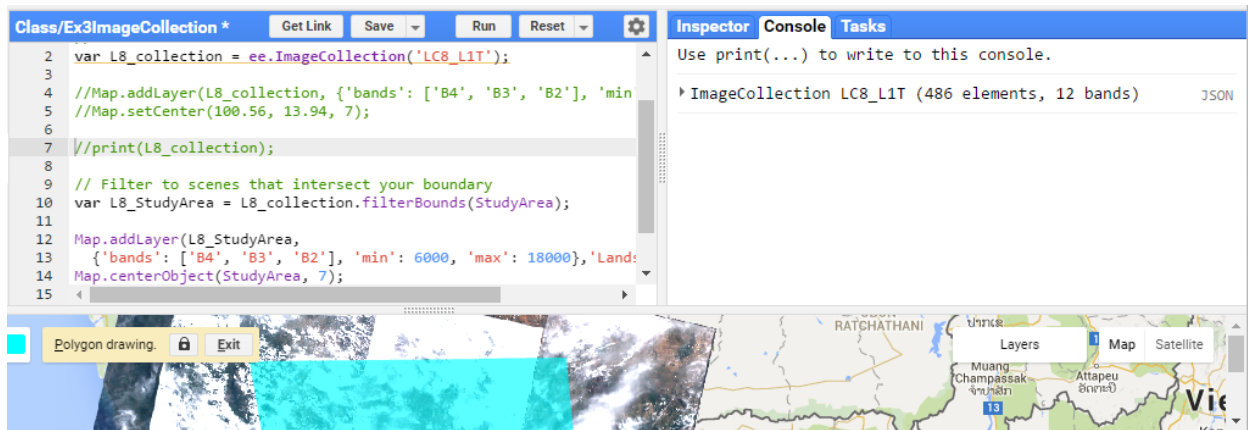 Class/Ex3ImageCollection *
Get Link
Save
Run
Reset
2 var L8_collection = ee.ImageCollection('LC8_L1T');
3
4 //Map.addLayer(L8_collection, {'bands': ['B4', 'B3', 'B2'], 'min'
5 //Map.setCenter(100.56, 13.94, 7);
6
7 //print(L8_collection);
8
9 // Filter to scenes that intersect your boundary
10 var L8_StudyArea = L8_collection.filterBounds(StudyArea);
11
12 Map.addLayer(L8_StudyArea,
13 {'bands': ['B4', 'B3', 'B2'], 'min': 6000, 'max': 18000},'Lands
14 Map.centerObject(StudyArea, 7);
15
Inspector
Console
Tasks
Use print(...) to write to this console.
ImageCollection LC8_L1T (486 elements, 12 bands)
JSON
Polygon drawing.
Exit
RATCHATHANI
Layers
Map
Satellite
Muang
Champassak
Attapeu
13
Vie